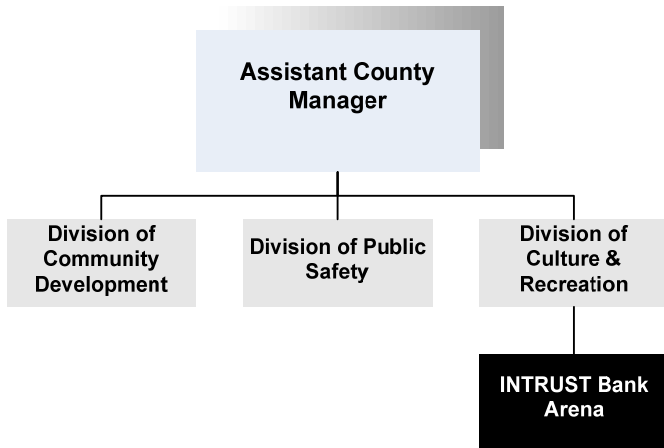 Assistant County
Manager
Division of
Community
Development
Division of Public
Safety
Division of
Culture &
Recreation
INTRUST Bank
Arena